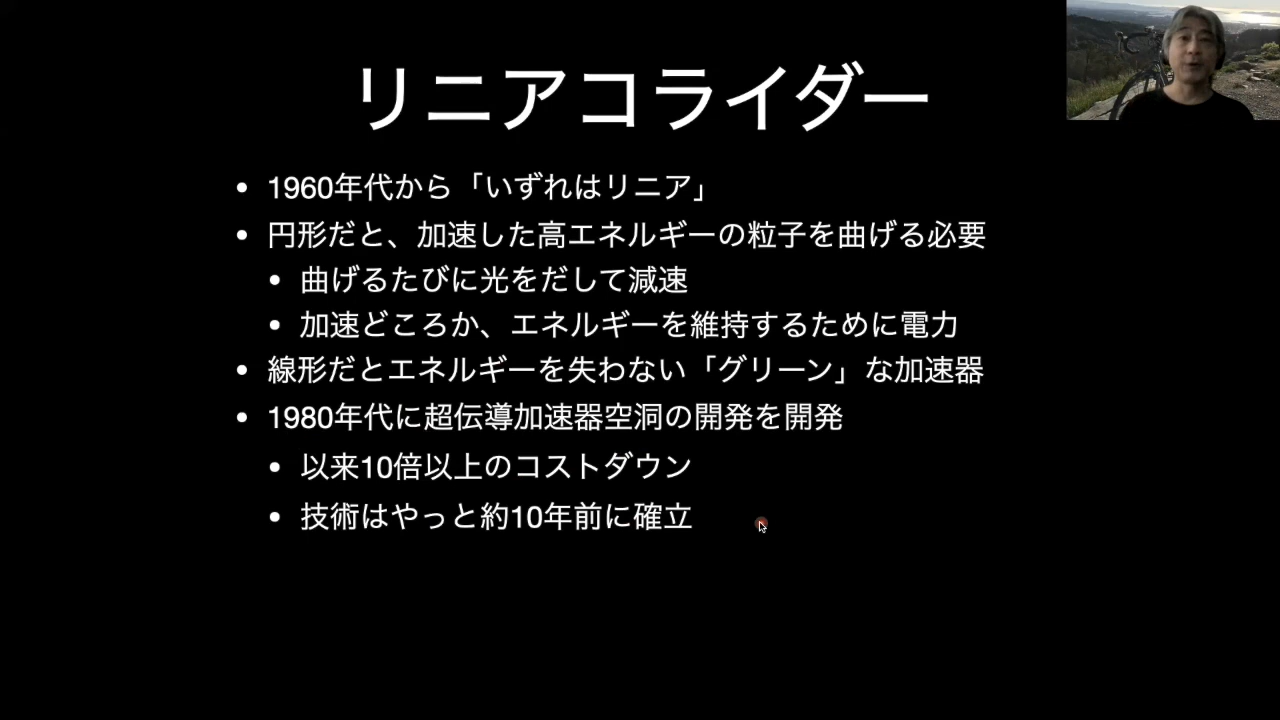 リニアコライダー
• 1960年代から「いずれはリニア」
• 円形だと、加速した高エネルギーの粒子を曲げる必要
• 曲げるたびに光をだして減速
• 加速どころか、エネルギーを維持するために電力
• 線形だとエネルギーを失わない「グリーン」な加速器
• 1980年代に超伝導加速器空洞の開発を開発
• 以来10倍以上のコストダウン
• 技術はやっと約10年前に確立